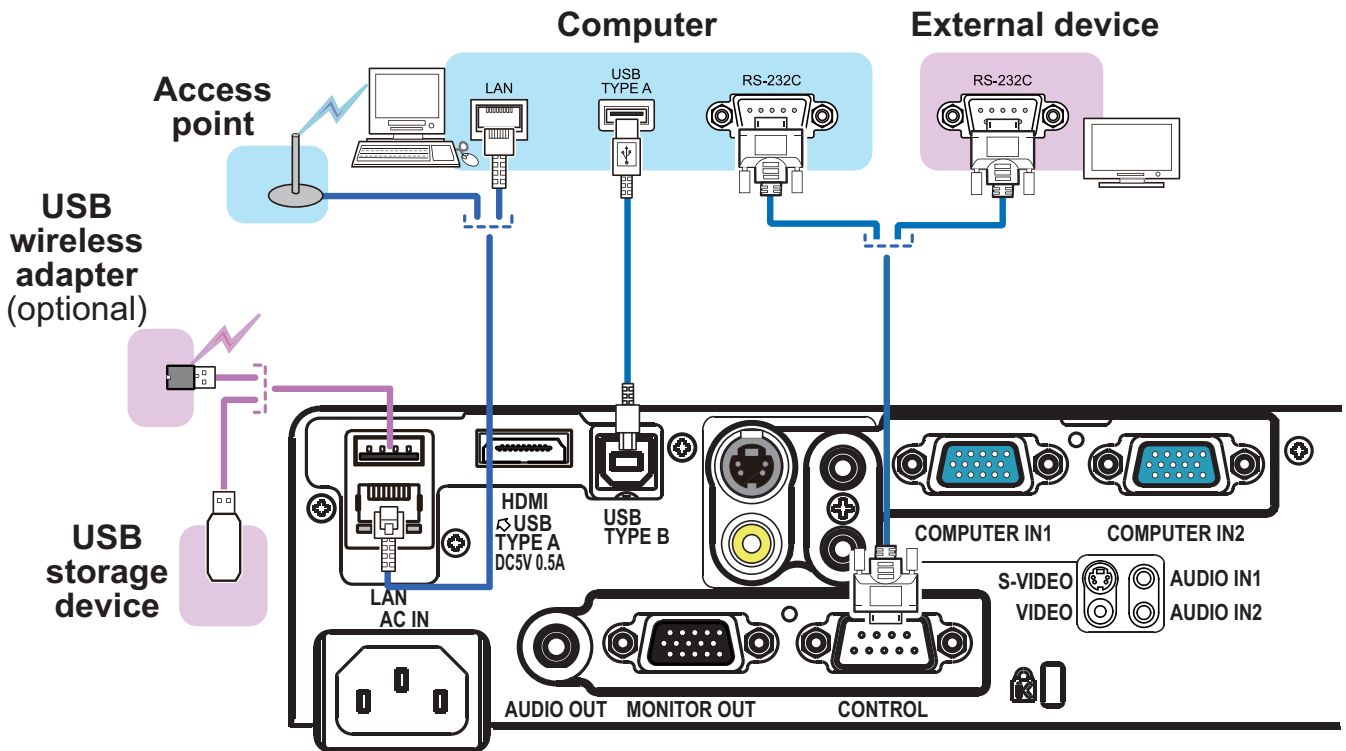 Computer
External device
Access
point
LAN
USB
TYPE A
RS-232C
RS-232C
USB
wireless
adapter
(optional)
USB
storage
device
HDMI
USB
TYPE A
DC5V 0.5A
USB
TYPE B
COMPUTER IN1
COMPUTER IN2
S-VIDEO
AUDIO IN1
VIDEO
AUDIO IN2
LAN
AC IN
AUDIO OUT
MONITOR OUT
CONTROL
K